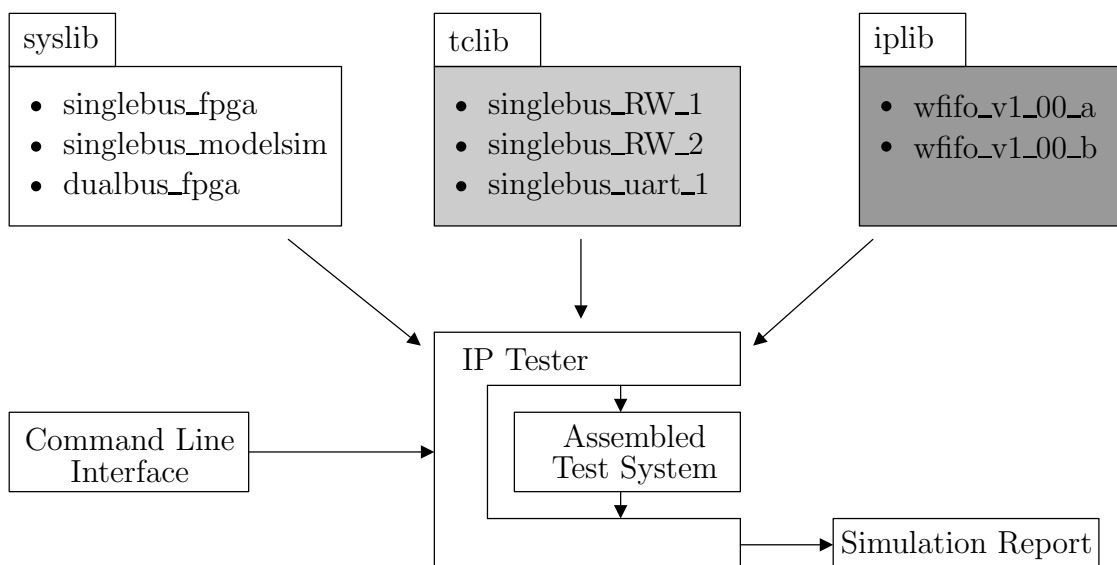 syslib
• singlebus_fpga
• singlebus_modelsim
• dualbus_fpga
tclib
• singlebus_RW_1
• singlebus_RW_2
• singlebus_uart_1
iplib
• wfifo_v1_00_a
• wfifo_v1_00_b
IP Tester
Command Line
Interface
Assembled
Test System
Simulation Report